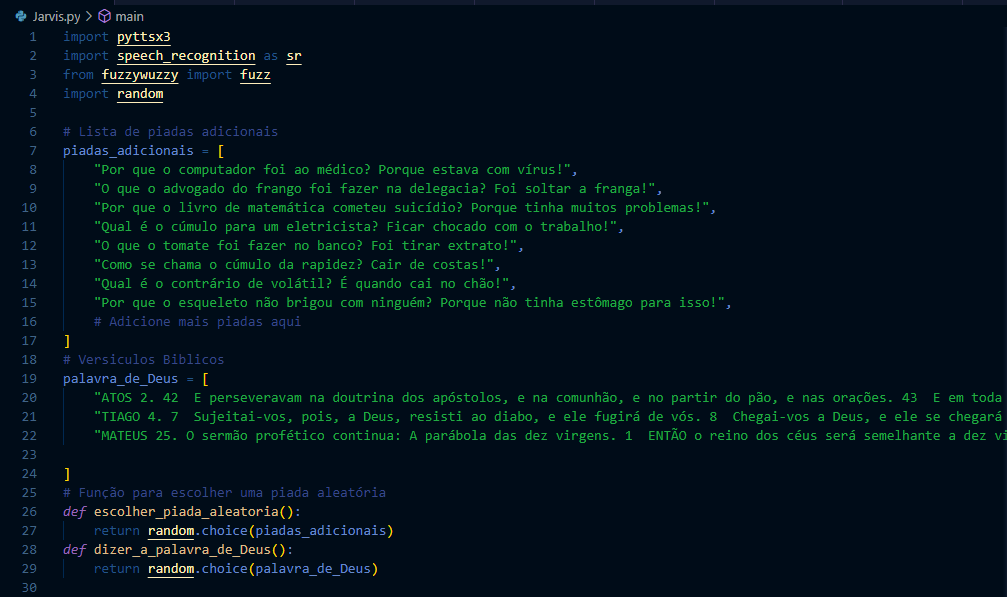 Jarvis.py > main
1 import pyttsx3
2 import speech_recognition as sr
3 from fuzzywuzzy import fuzz
4 import random
5
6 # Lista de piadas adicionais
7 piadas_adicionais = [
8 "Por que o computador foi ao médico? Porque estava com vírus!",
9 "O que o advogado do frango foi fazer na delegacia? Foi soltar a franga!",
10 "Por que o livro de matemática cometeu suicídio? Porque tinha muitos problemas!",
11 "Qual é o cúmulo para um eletricista? Ficar chocado com o trabalho!",
12 "O que o tomate foi fazer no banco? Foi tirar extrato!",
13 "Como se chama o cúmulo da rapidez? Cair de costas!",
14 "Qual é o contrário de volátil? É quando cai no chão!",
15 "Por que o esqueleto não brigou com ninguém? Porque não tinha estômago para isso!",
16 # Adicione mais piadas aqui
17 ]
18 # Versiculos Biblicos
19 palavra_de_Deus = [
20 "ATOS 2. 42  E perseveravam na doutrina dos apóstolos, e na comunhão, e no partir do pão, e nas orações. 43  E em toda
21 "TIAGO 4. 7  Sujeitai-vos, pois, a Deus, resisti ao diabo, e ele fugirá de vós. 8  Chegai-vos a Deus, e ele se chegará
22 "MATEUS 25. O sermão profético continua: A parábola das dez virgens. 1  ENTÃO o reino dos céus será semelhante a dez vi
23
24 ]
25 # Função para escolher uma piada aleatória
26 def escolher_piada_aleatoria():
27 return random.choice(piadas_adicionais)
28 def dizer_a_palavra_de_Deus():
29 return random.choice(palavra_de_Deus)
30